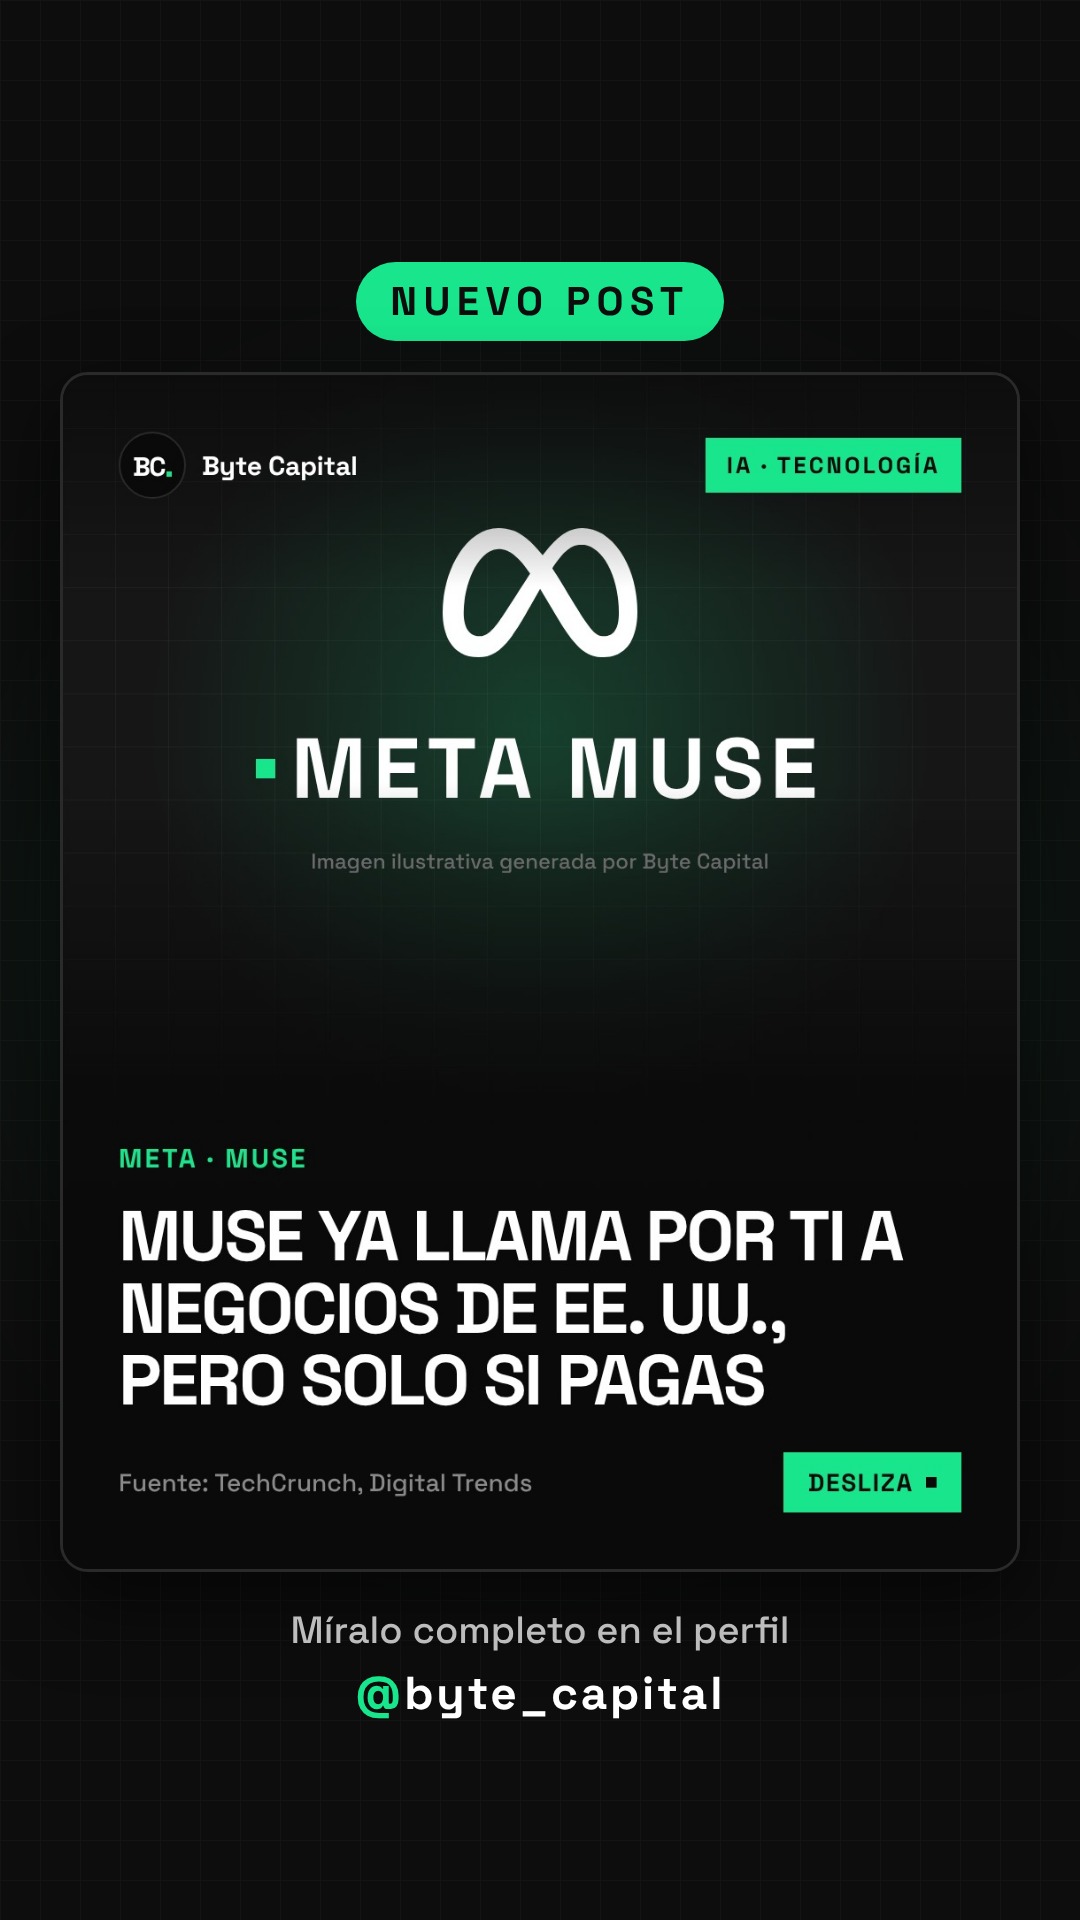 NUEVO POST
BC.
Byte Capital
IA · TECNOLOGÍA
META MUSE
Imagen ilustrativa generada por Byte Capital
META · MUSE
MUSE YA LLAMA POR TI A
NEGOCIOS DE EE. UU.,
PERO SOLO SI PAGAS
Fuente: TechCrunch, Digital Trends
DESLIZA
Míralo completo en el perfil
@byte_capital